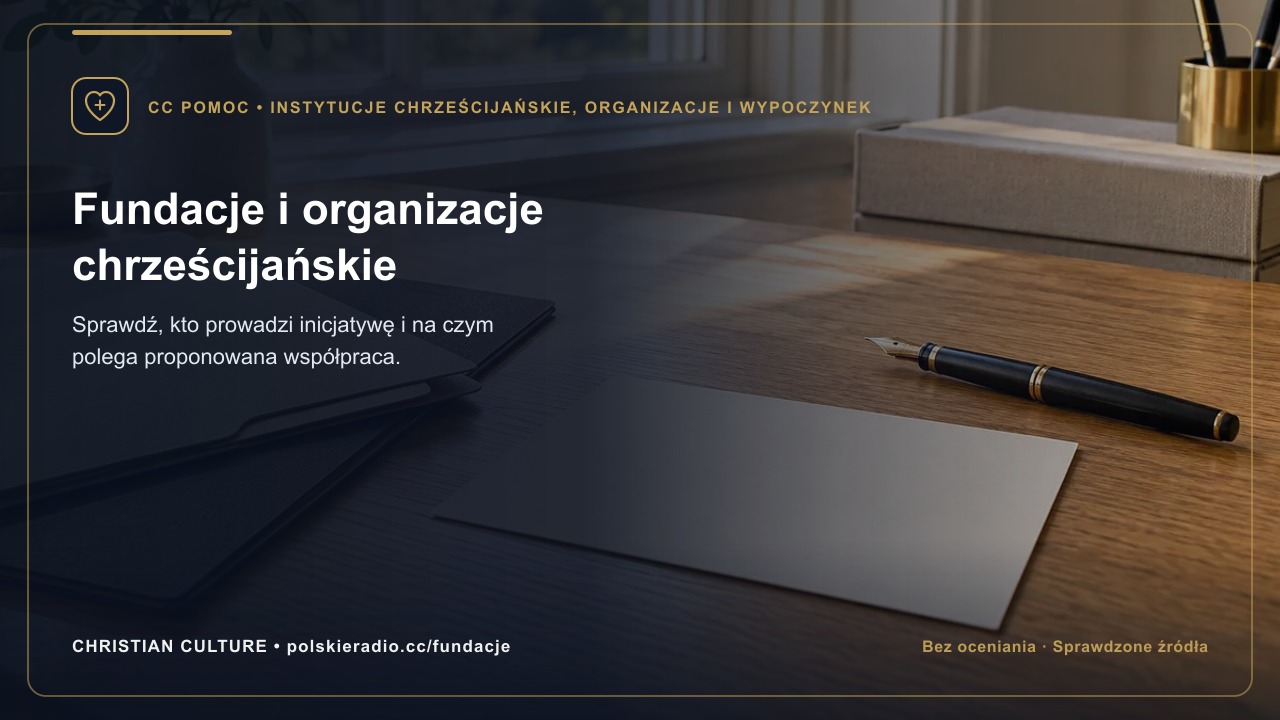 CC POMOC • INSTYTUCJE CHRZEŚCIJAŃSKIE, ORGANIZACJE I WYPOCZYNEK
Fundacje i organizacje
chrześcijańskie
Sprawdź, kto prowadzi inicjatywę i na czym
polega proponowana współpraca.
CHRISTIAN CULTURE • polskieradio.cc/fundacje
Bez oceniania · Sprawdzone źródła